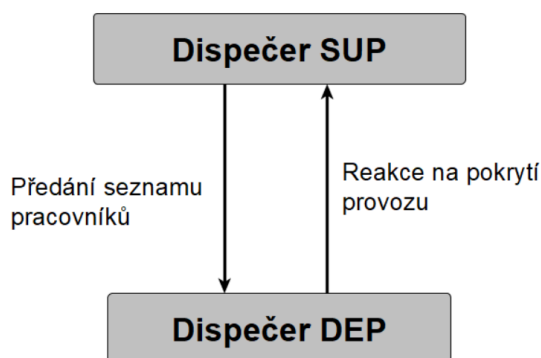 Dispečer SUP
Předání seznamu
pracovníků
Reakce na pokrytí
provozu
Dispečer DEP